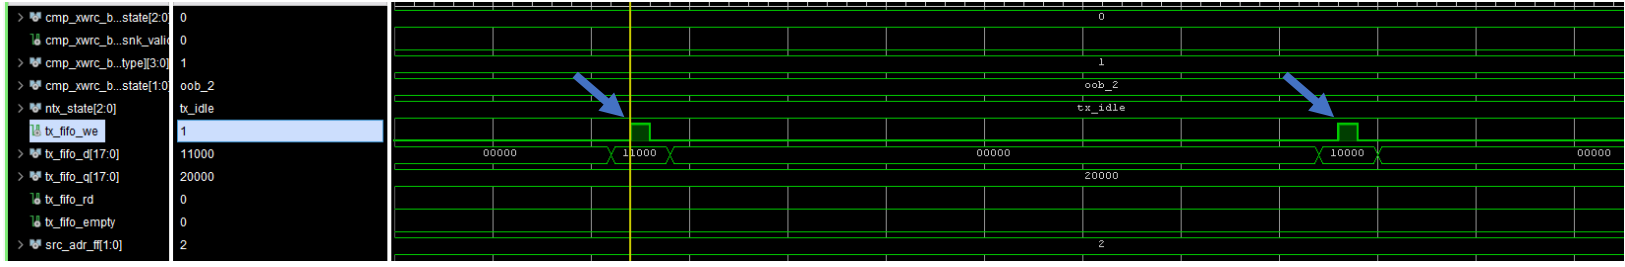 cmp_xwrc_b...state[2:0] 0 0
cmp_xwrc_b...snk_valid 0
cmp_xwrc_b...type][3:0] 1 1
cmp_xwrc_b...state[1:0] oob_2 oob_2
ntx_state[2:0] tx_idle tx_idle
tx_fifo_we 1
tx_fifo_d[17:0] 11000 00000 11000 00000 10000 00000
tx_fifo_q[17:0] 20000 20000
tx_fifo_rd 0
tx_fifo_empty 0
src_adr_ff[1:0] 2 2